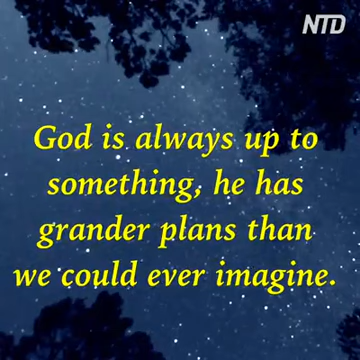 NTD
God is always up to
something, he has
grander plans than
we could ever imagine.